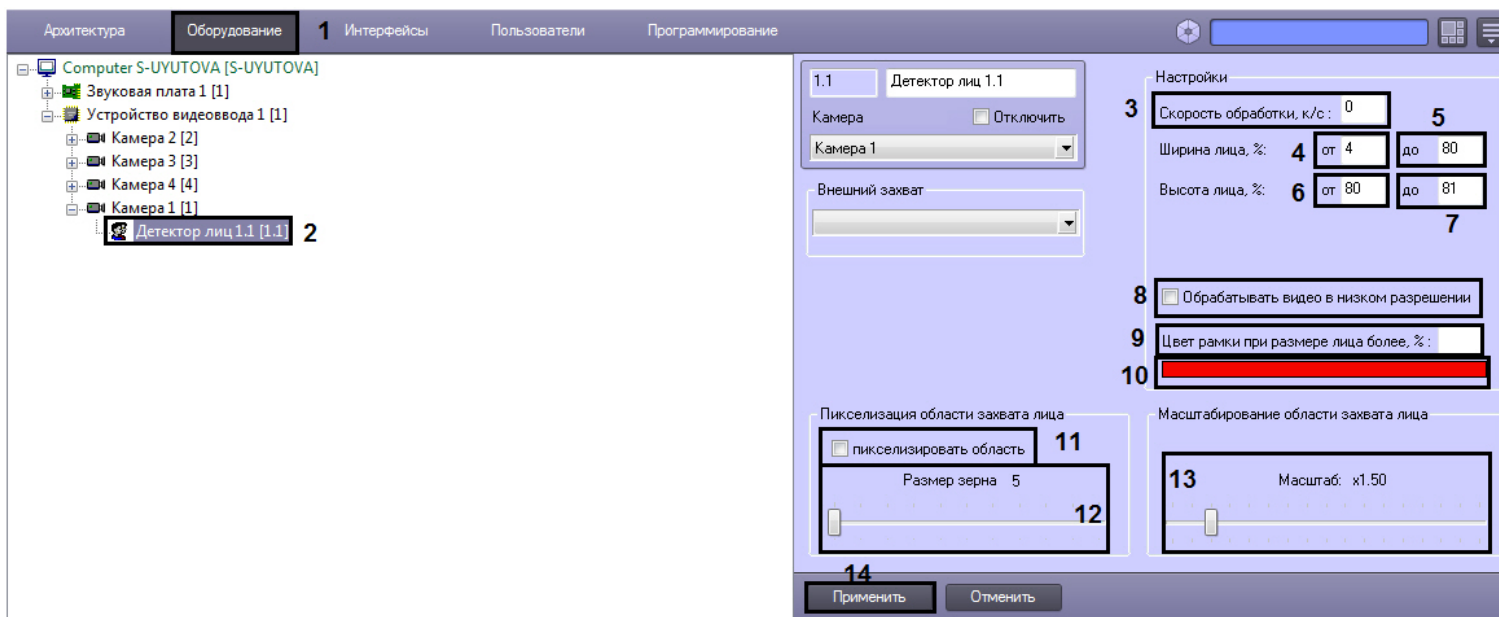 Архитектура
Оборудование
1
Интерфейсы
Пользователи
Программирование
Computer S-UYUTOVA [S-UYUTOVA]
Звуковая плата 1 [1]
Устройство видеоввода 1 [1]
Камера 2 [2]
Камера 3 [3]
Камера 4 [4]
Камера 1 [1]
Детектор лиц 1.1 [1.1]
2
1.1
Детектор лиц 1.1
Камера
Отключить
Камера 1
Внешний захват
Настройки
3
Скорость обработки, к/с :
0
5
Ширина лица, %:
4
от 4
до 80
Высота лица, %:
6
от 80
до 81
7
8
Обрабатывать видео в низком разрешении
9
Цвет рамки при размере лица более, % :
10
Пикселизация области захвата лица
пикселизировать область
11
Размер зерна 5
12
Масштабирование области захвата лица
13
Масштаб: x1.50
14
Применить
Отменить